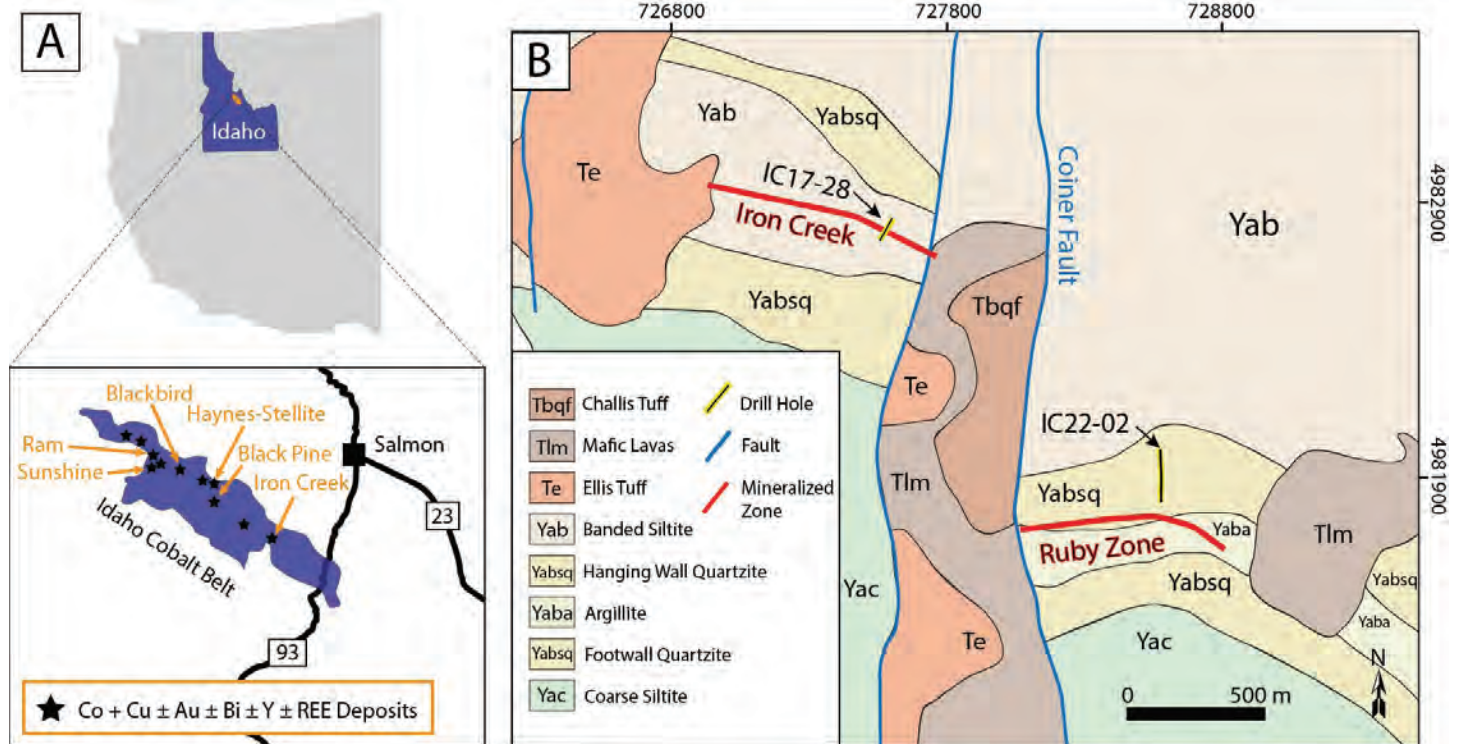 A
Idaho
Blackbird
Haynes-Stellite
Ram
Sunshine
Black Pine
Iron Creek
Salmon
Idaho Cobalt Belt
23
93
Co + Cu ± Au ± Bi ± Y ± REE Deposits
726800
727800
728800
B
Yab
Yabsq
Te
IC17-28
Iron Creek
Coiner Fault
4982900
Yab
Yabsq
Tbqf
Te
IC22-02
4981900
Tlm
Yabsq
Yaba
Ruby Zone
Tlm
Yac
Yabsq
Yabsq
Yaba
Te
Yac
N
0 500 m
Tbqf Challis Tuff
Tlm Mafic Lavas
Te Ellis Tuff
Yab Banded Siltite
Yabsq Hanging Wall Quartzite
Yaba Argillite
Yabsq Footwall Quartzite
Yac Coarse Siltite
Drill Hole
Fault
Mineralized
Zone